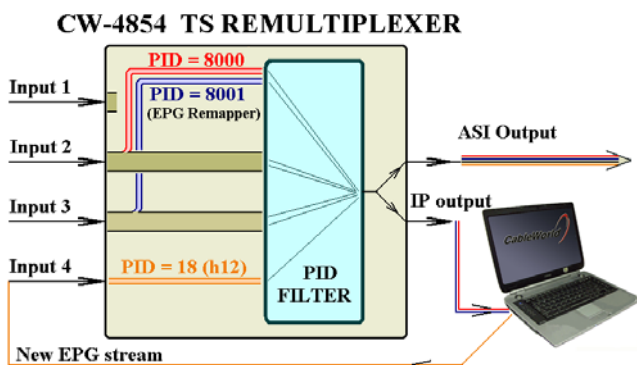 CW-4854 TS REMULTIPLEXER
PID = 8000
Input 1
PID = 8001
(EPG Remapper)
ASI Output
Input 2
Input 3
IP output
CableWorld
Input 4
PID = 18 (h12)
PID
FILTER
New EPG stream